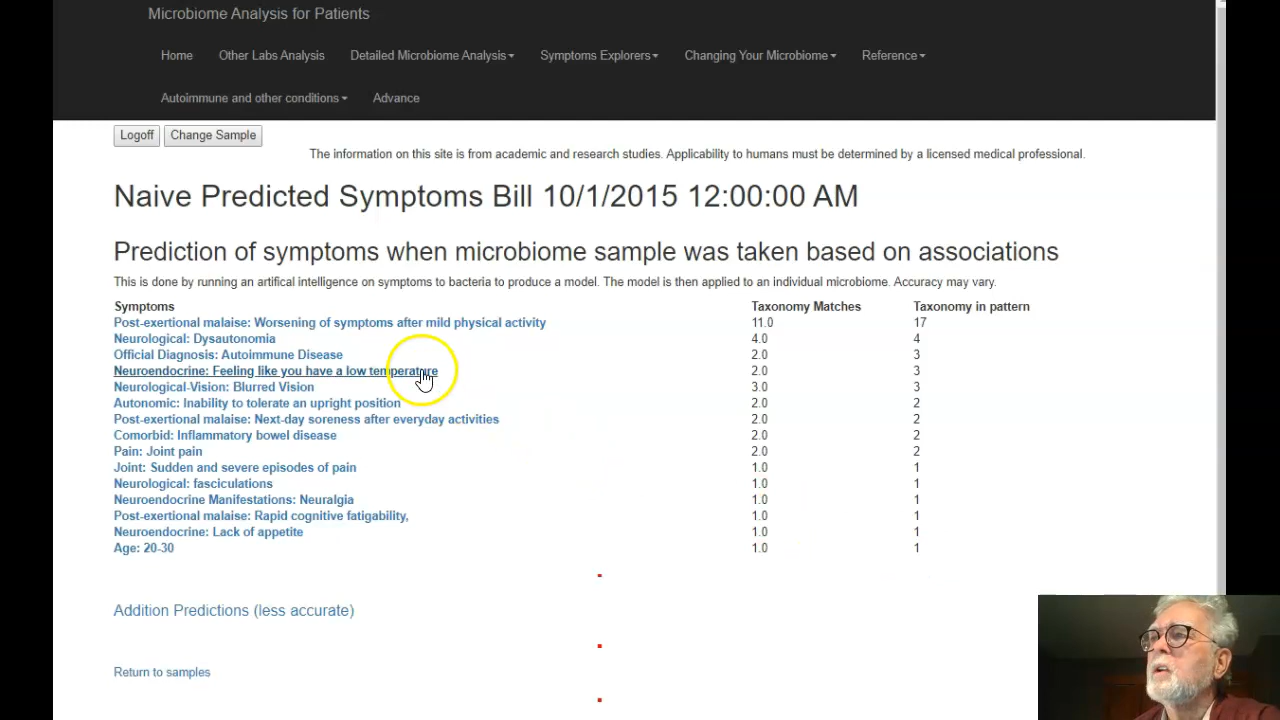 Microbiome Analysis for Patients
Home Other Labs Analysis Detailed Microbiome Analysis Symptoms Explorers Changing Your Microbiome Reference
Autoimmune and other conditions Advance
Logoff Change Sample
The information on this site is from academic and research studies. Applicability to humans must be determined by a licensed medical professional.
Naive Predicted Symptoms Bill 10/1/2015 12:00:00 AM
Prediction of symptoms when microbiome sample was taken based on associations
This is done by running an artifical intelligence on symptoms to bacteria to produce a model. The model is then applied to an individual microbiome. Accuracy may vary.
Symptoms Taxonomy Matches Taxonomy in pattern
Post-exertional malaise: Worsening of symptoms after mild physical activity 11.0 17
Neurological: Dysautonomia 4.0 4
Official Diagnosis: Autoimmune Disease 2.0 3
Neuroendocrine: Feeling like you have a low temperature 2.0 3
Neurological-Vision: Blurred Vision 3.0 3
Autonomic: Inability to tolerate an upright position 2.0 2
Post-exertional malaise: Next-day soreness after everyday activities 2.0 2
Comorbid: Inflammatory bowel disease 2.0 2
Pain: Joint pain 2.0 2
Joint: Sudden and severe episodes of pain 1.0 1
Neurological: fasciculations 1.0 1
Neuroendocrine Manifestations: Neuralgia 1.0 1
Post-exertional malaise: Rapid cognitive fatigability, 1.0 1
Neuroendocrine: Lack of appetite 1.0 1
Age: 20-30 1.0 1
Addition Predictions (less accurate)
Return to samples